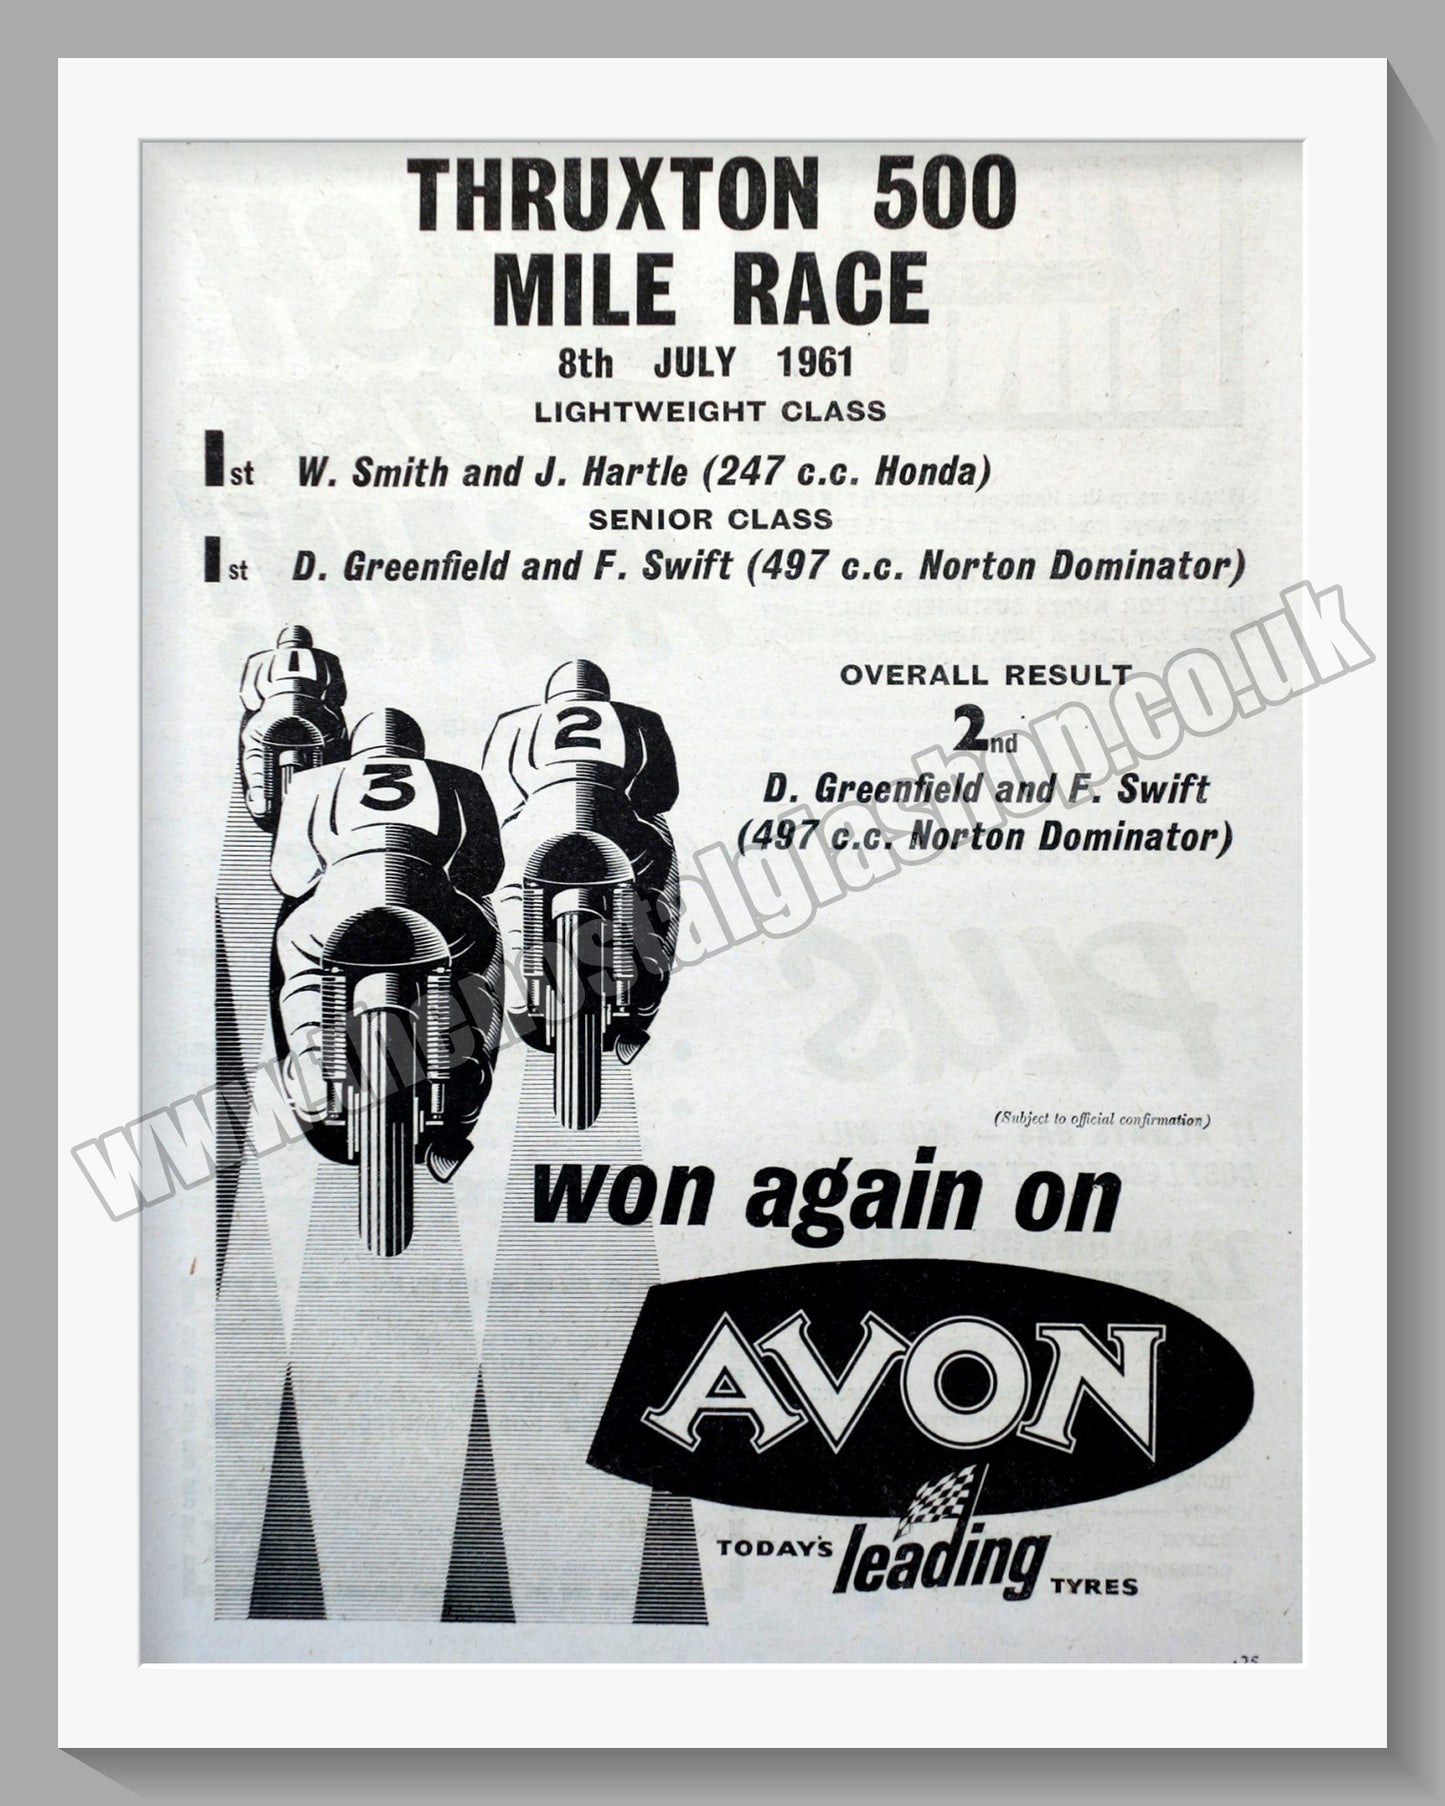 THRUXTON 500
MILE RACE
8th JULY 1961
LIGHTWEIGHT CLASS
1st W. Smith and J. Hartle (247 c.c. Honda)
SENIOR CLASS
1st D. Greenfield and F. Swift (497 c.c. Norton Dominator)
1
2
3
OVERALL RESULT
2nd
D. Greenfield and F. Swift
(497 c.c. Norton Dominator)
www.thenostalgiashop.co.uk
(Subject to official confirmation)
won again on
AVON
TODAY'S leading TYRES